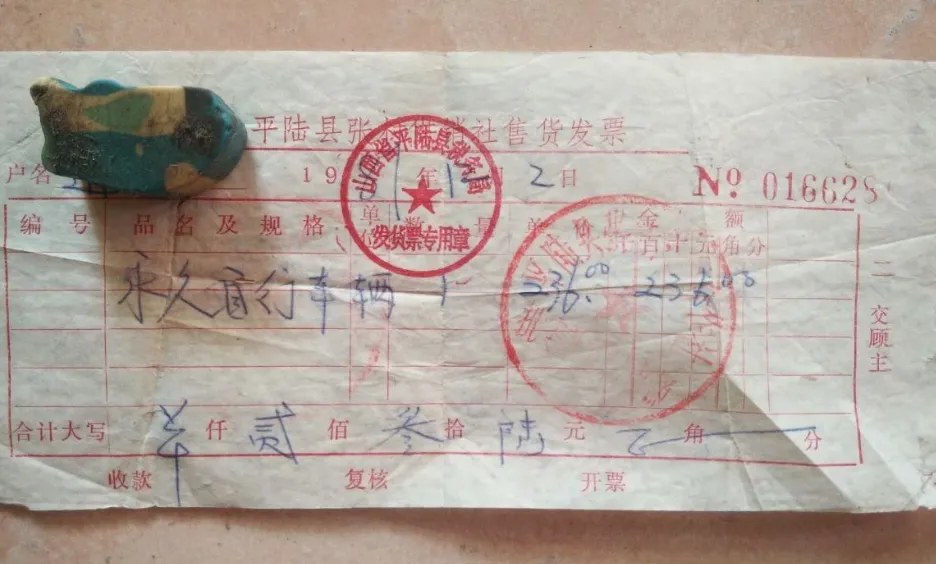 平陆县张 供销社售货发票
户名 19 年1 2日 № 016628
山西省平陆县税务局
发货票专用章
编号 品名及规格 单位 数量 单 金额
千百十元角分
永久自行车 辆 1 236.00 236.00
合计大写 仟贰佰叁拾陆元 角 分
收款 复核 开票
二、交顾主